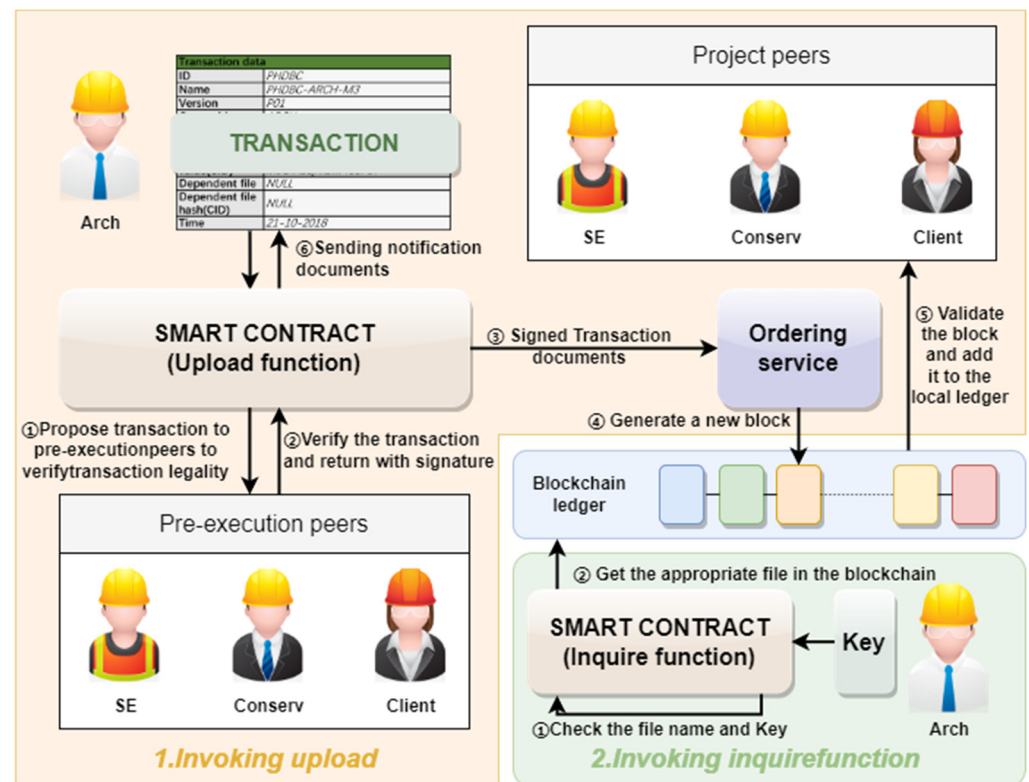 Transaction data
ID PHDBC
Name PHDBC-ARCH-M3
Version P01
TRANSACTION
Dependent file NULL
Dependent file
hash(CID) NULL
Time 21-10-2018
Arch
Project peers
SE Conserv Client
⑥Sending notification
documents
SMART CONTRACT
(Upload function)
③ Signed Transaction
documents
Ordering
service
⑤ Validate
the block
and add
it to the
local ledger
①Propose transaction to
pre-executionpeers to
verifytransaction legality
②Verify the transaction
and return with signature
④ Generate a new block
Pre-execution peers
SE Conserv Client
1.Invoking upload
Blockchain
ledger
② Get the appropriate file in the blockchain
SMART CONTRACT
(Inquire function)
Key
①Check the file name and Key
Arch
2.Invoking inquirefunction